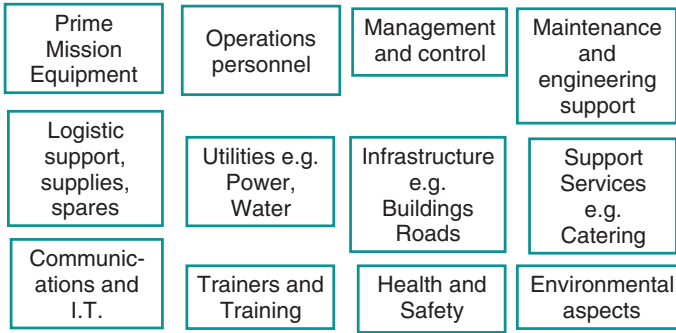 Prime
Mission
Equipment
Operations
personnel
Management
and control
Maintenance
and
engineering
support
Logistic
support,
supplies,
spares
Utilities e.g.
Power,
Water
Infrastructure
e.g.
Buildings
Roads
Support
Services
e.g.
Catering
Communic-
ations and
I.T.
Trainers and
Training
Health and
Safety
Environmental
aspects